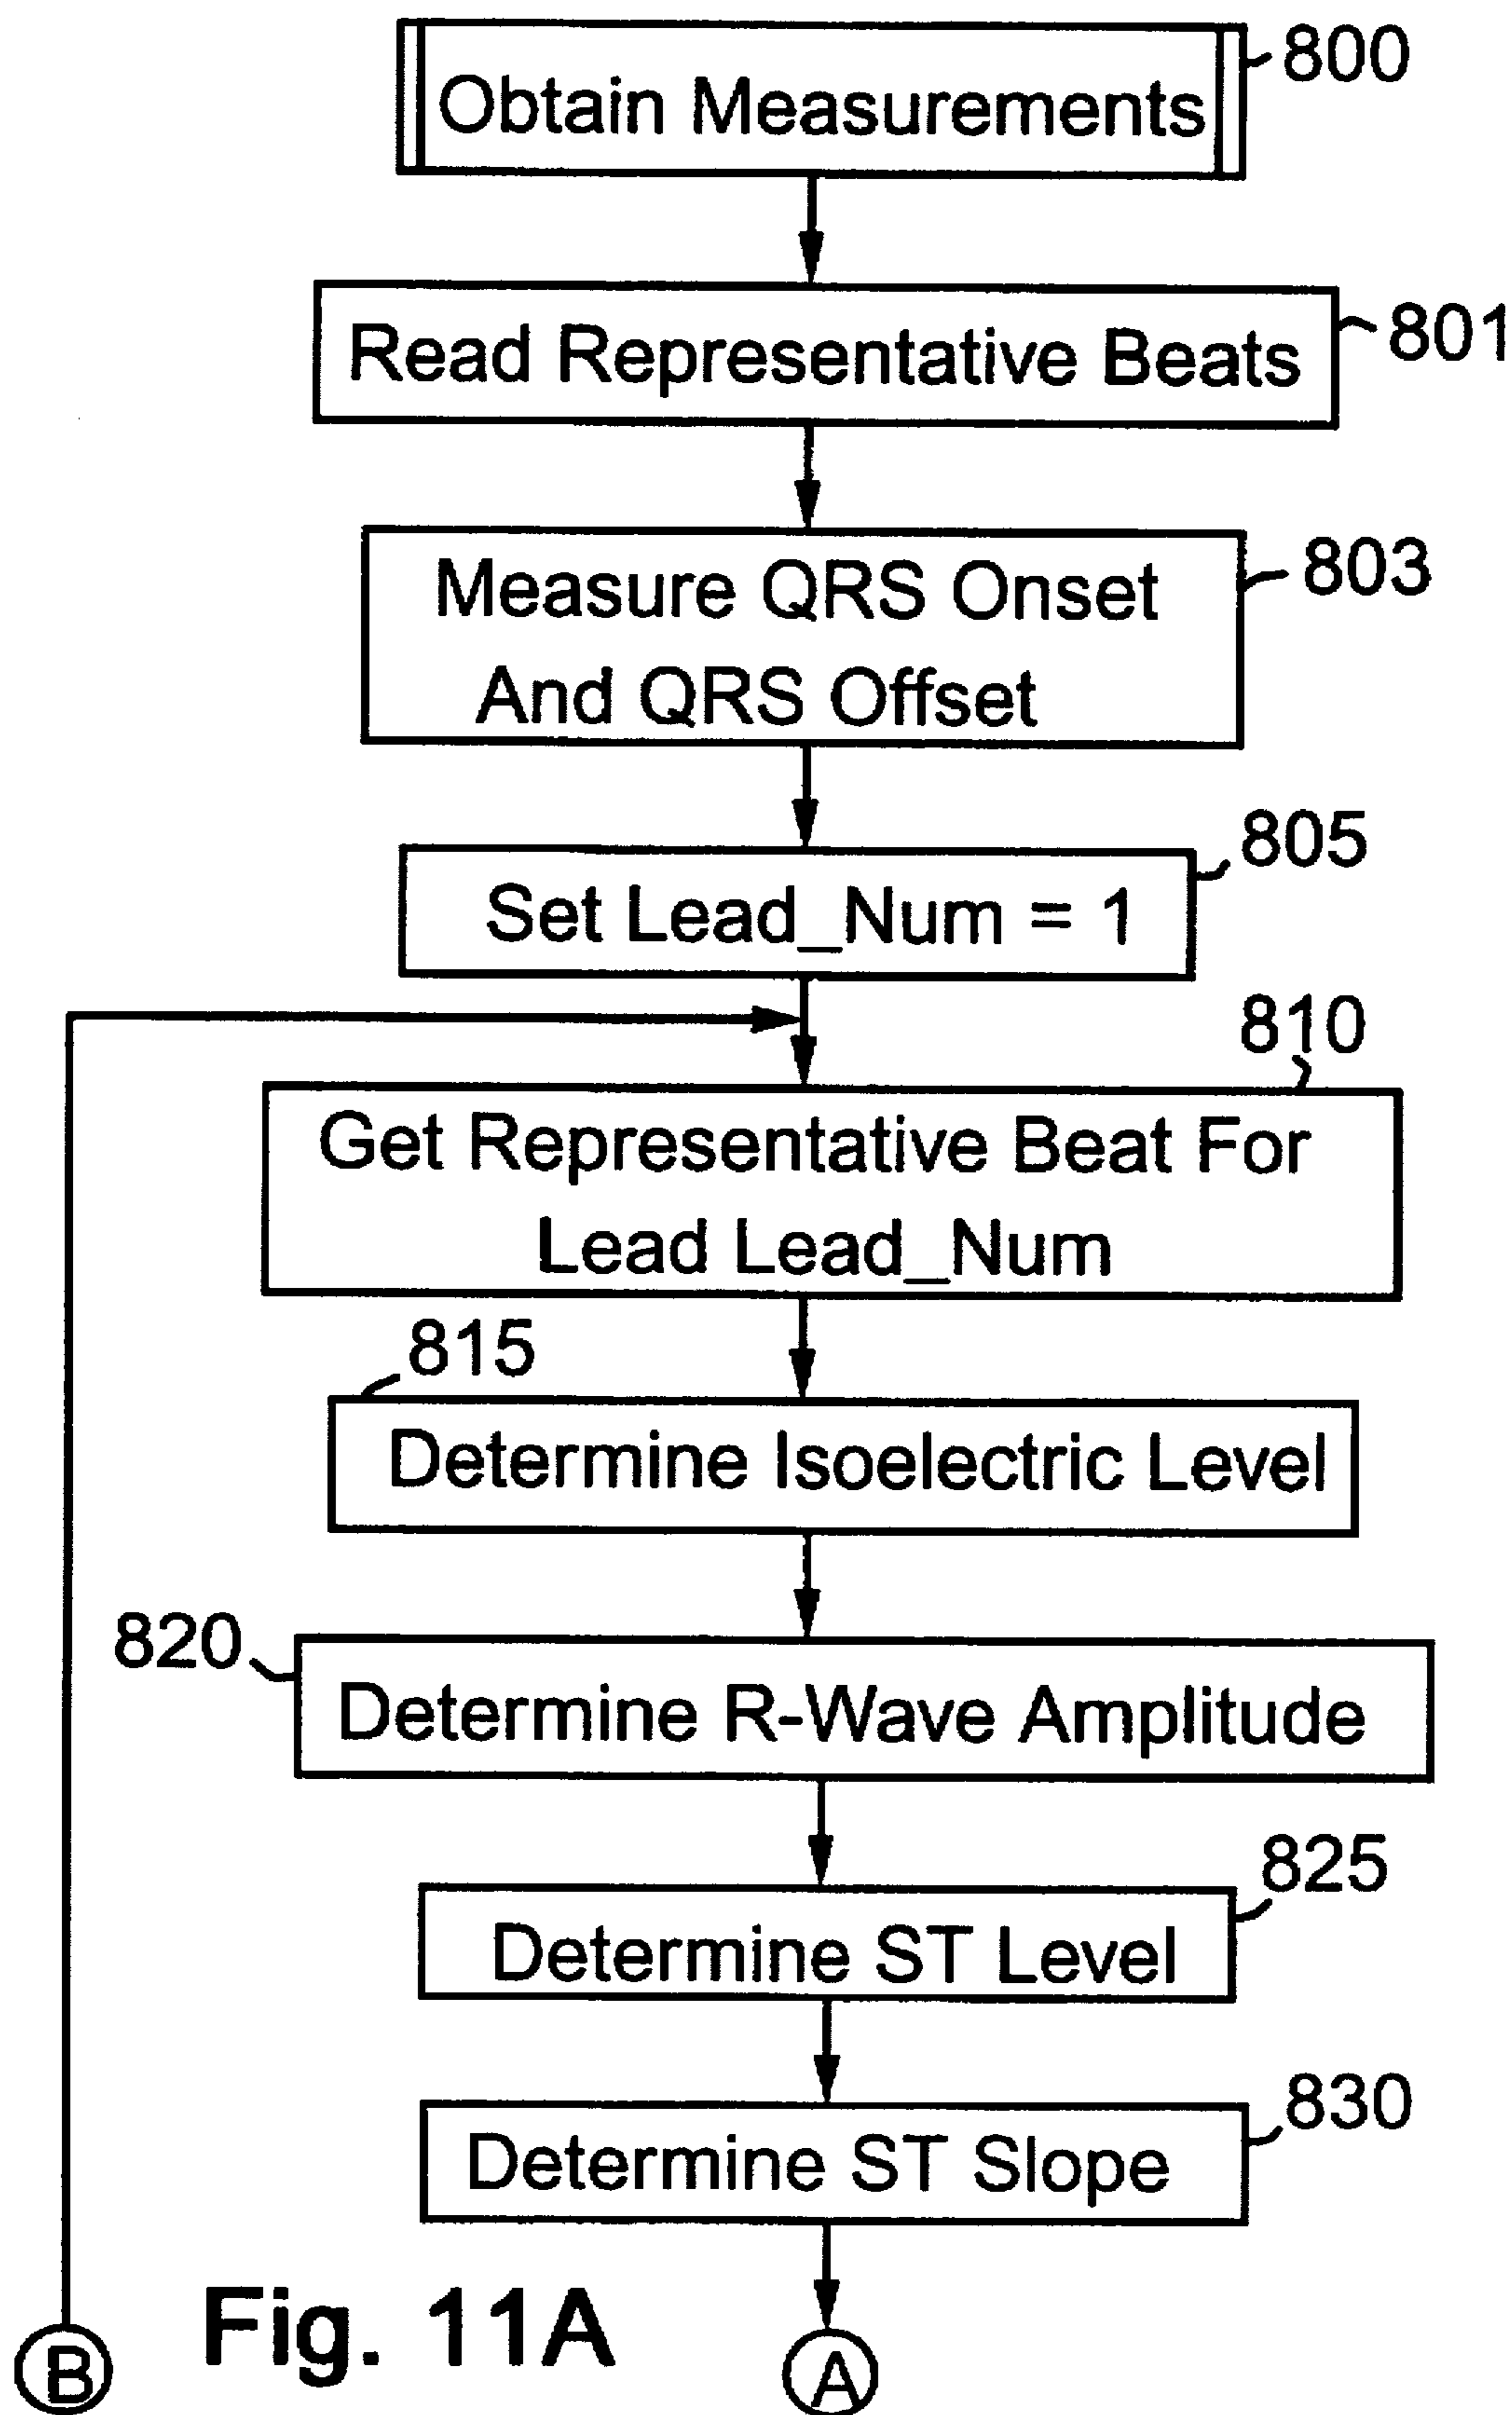 800
Obtain Measurements
801
Read Representative Beats
803
Measure QRS Onset
And QRS Offset
805
Set Lead_Num = 1
810
Get Representative Beat For
Lead Lead_Num
815
Determine Isoelectric Level
820
Determine R-Wave Amplitude
825
Determine ST Level
830
Determine ST Slope
B
Fig. 11A
A